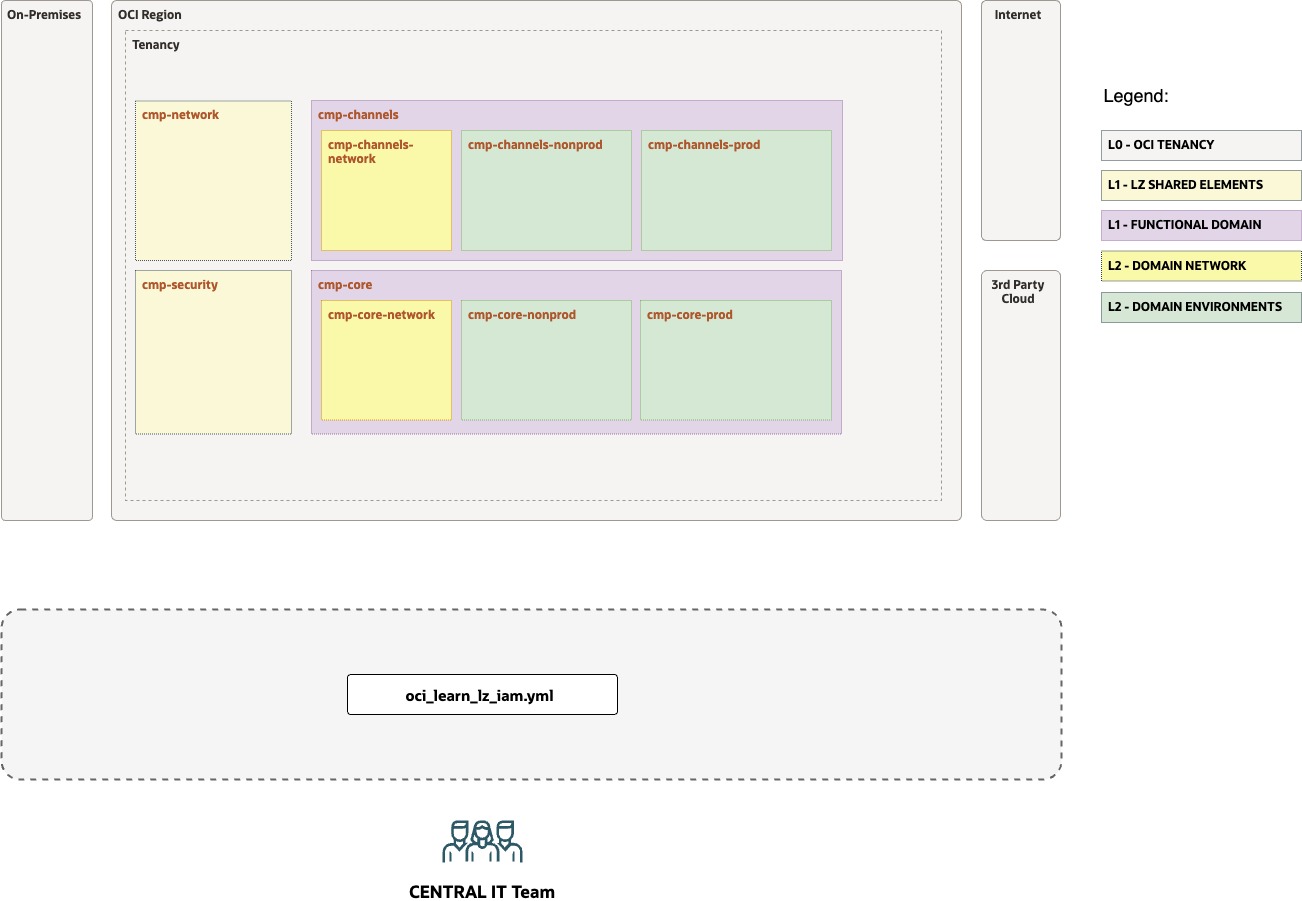 On-Premises
OCI Region
Internet
Tenancy
Legend:
cmp-network
cmp-channels
cmp-channels-
network
cmp-channels-nonprod
cmp-channels-prod
L0 - OCI TENANCY
L1 - LZ SHARED ELEMENTS
L1 - FUNCTIONAL DOMAIN
L2 - DOMAIN NETWORK
L2 - DOMAIN ENVIRONMENTS
cmp-security
cmp-core
cmp-core-network
cmp-core-nonprod
cmp-core-prod
3rd Party
Cloud
oci_learn_lz_iam.yml
CENTRAL IT Team